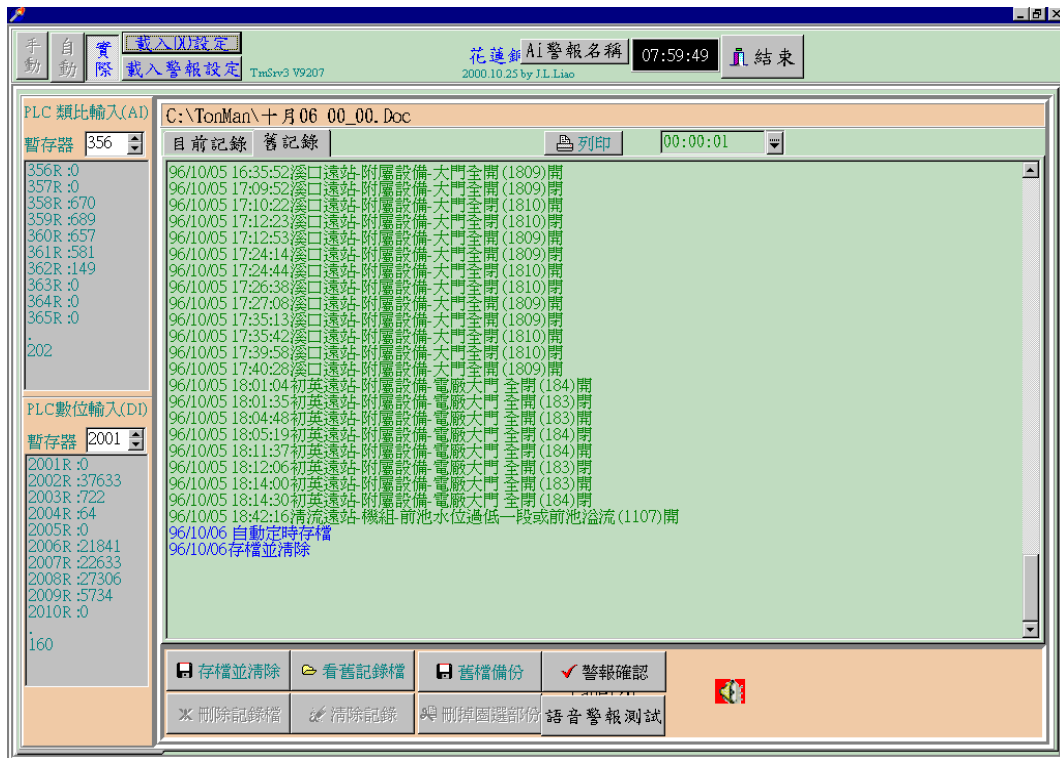 手動
自動
實際
載入(X)設定
載入警報設定
TmSrv3 V9207
花蓮
Ai警報名稱
2000.10.25 by J.L.Liao
07:59:49
結束
PLC 類比輸入(AI)
暫存器 356
356R :0
357R :0
358R :670
359R :689
360R :657
361R :581
362R :149
363R :0
364R :0
365R :0
.
202
PLC數位輸入(DI)
暫存器 2001
2001R :0
2002R :37633
2003R :722
2004R :64
2005R :0
2006R :21841
2007R :22633
2008R :27306
2009R :5734
2010R :0
.
160
C:\TonMan\十月06 00_00.Doc
目前記錄 舊記錄
列印
00:00:01
96/10/05 16:35:52溪口遠站-附屬設備-大門全開(1809)開
96/10/05 17:09:52溪口遠站-附屬設備-大門全開(1809)閉
96/10/05 17:10:22溪口遠站-附屬設備-大門全閉(1810)開
96/10/05 17:12:23溪口遠站-附屬設備-大門全閉(1810)閉
96/10/05 17:12:53溪口遠站-附屬設備-大門全開(1809)開
96/10/05 17:24:14溪口遠站-附屬設備-大門全開(1809)閉
96/10/05 17:24:44溪口遠站-附屬設備-大門全閉(1810)開
96/10/05 17:26:38溪口遠站-附屬設備-大門全閉(1810)閉
96/10/05 17:27:08溪口遠站-附屬設備-大門全開(1809)開
96/10/05 17:35:13溪口遠站-附屬設備-大門全開(1809)閉
96/10/05 17:35:42溪口遠站-附屬設備-大門全閉(1810)開
96/10/05 17:39:58溪口遠站-附屬設備-大門全閉(1810)閉
96/10/05 17:40:28溪口遠站-附屬設備-大門全開(1809)開
96/10/05 18:01:04初英遠站-附屬設備-電廠大門 全閉(184)開
96/10/05 18:01:35初英遠站-附屬設備-電廠大門 全開(183)閉
96/10/05 18:04:48初英遠站-附屬設備-電廠大門 全開(183)開
96/10/05 18:05:19初英遠站-附屬設備-電廠大門 全閉(184)閉
96/10/05 18:11:37初英遠站-附屬設備-電廠大門 全閉(184)開
96/10/05 18:12:06初英遠站-附屬設備-電廠大門 全開(183)閉
96/10/05 18:14:00初英遠站-附屬設備-電廠大門 全開(183)開
96/10/05 18:14:30初英遠站-附屬設備-電廠大門 全閉(184)閉
96/10/05 18:42:16清流遠站-機組-前池水位過低一段或前池溢流(1107)開
96/10/06 自動定時存檔
96/10/06存檔並清除
存檔並清除 看舊記錄檔 舊檔備份 警報確認
刪除記錄檔 清除記錄 刪掉圈選部份 語音警報測試